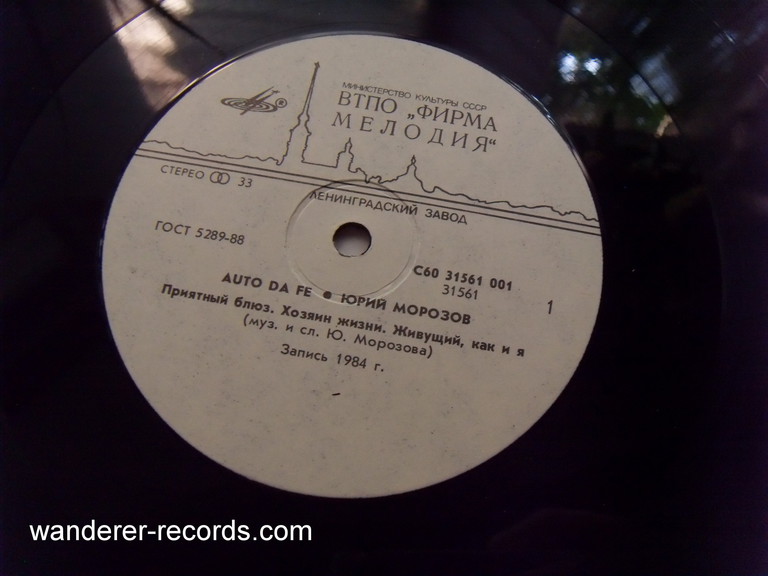 МИНИСТЕРСТВО КУЛЬТУРЫ СССР
ВТПО „ФИРМА
МЕЛОДИЯ“
СТЕРЕО 33
ЛЕНИНГРАДСКИЙ ЗАВОД
ГОСТ 5289-88
С60 31561 001
31561
1
AUTO DA FE ● ЮРИЙ МОРОЗОВ
Приятный блюз. Хозяин жизни. Живущий, как и я
(муз. и сл. Ю. Морозова)
Запись 1984 г.
wanderer-records.com